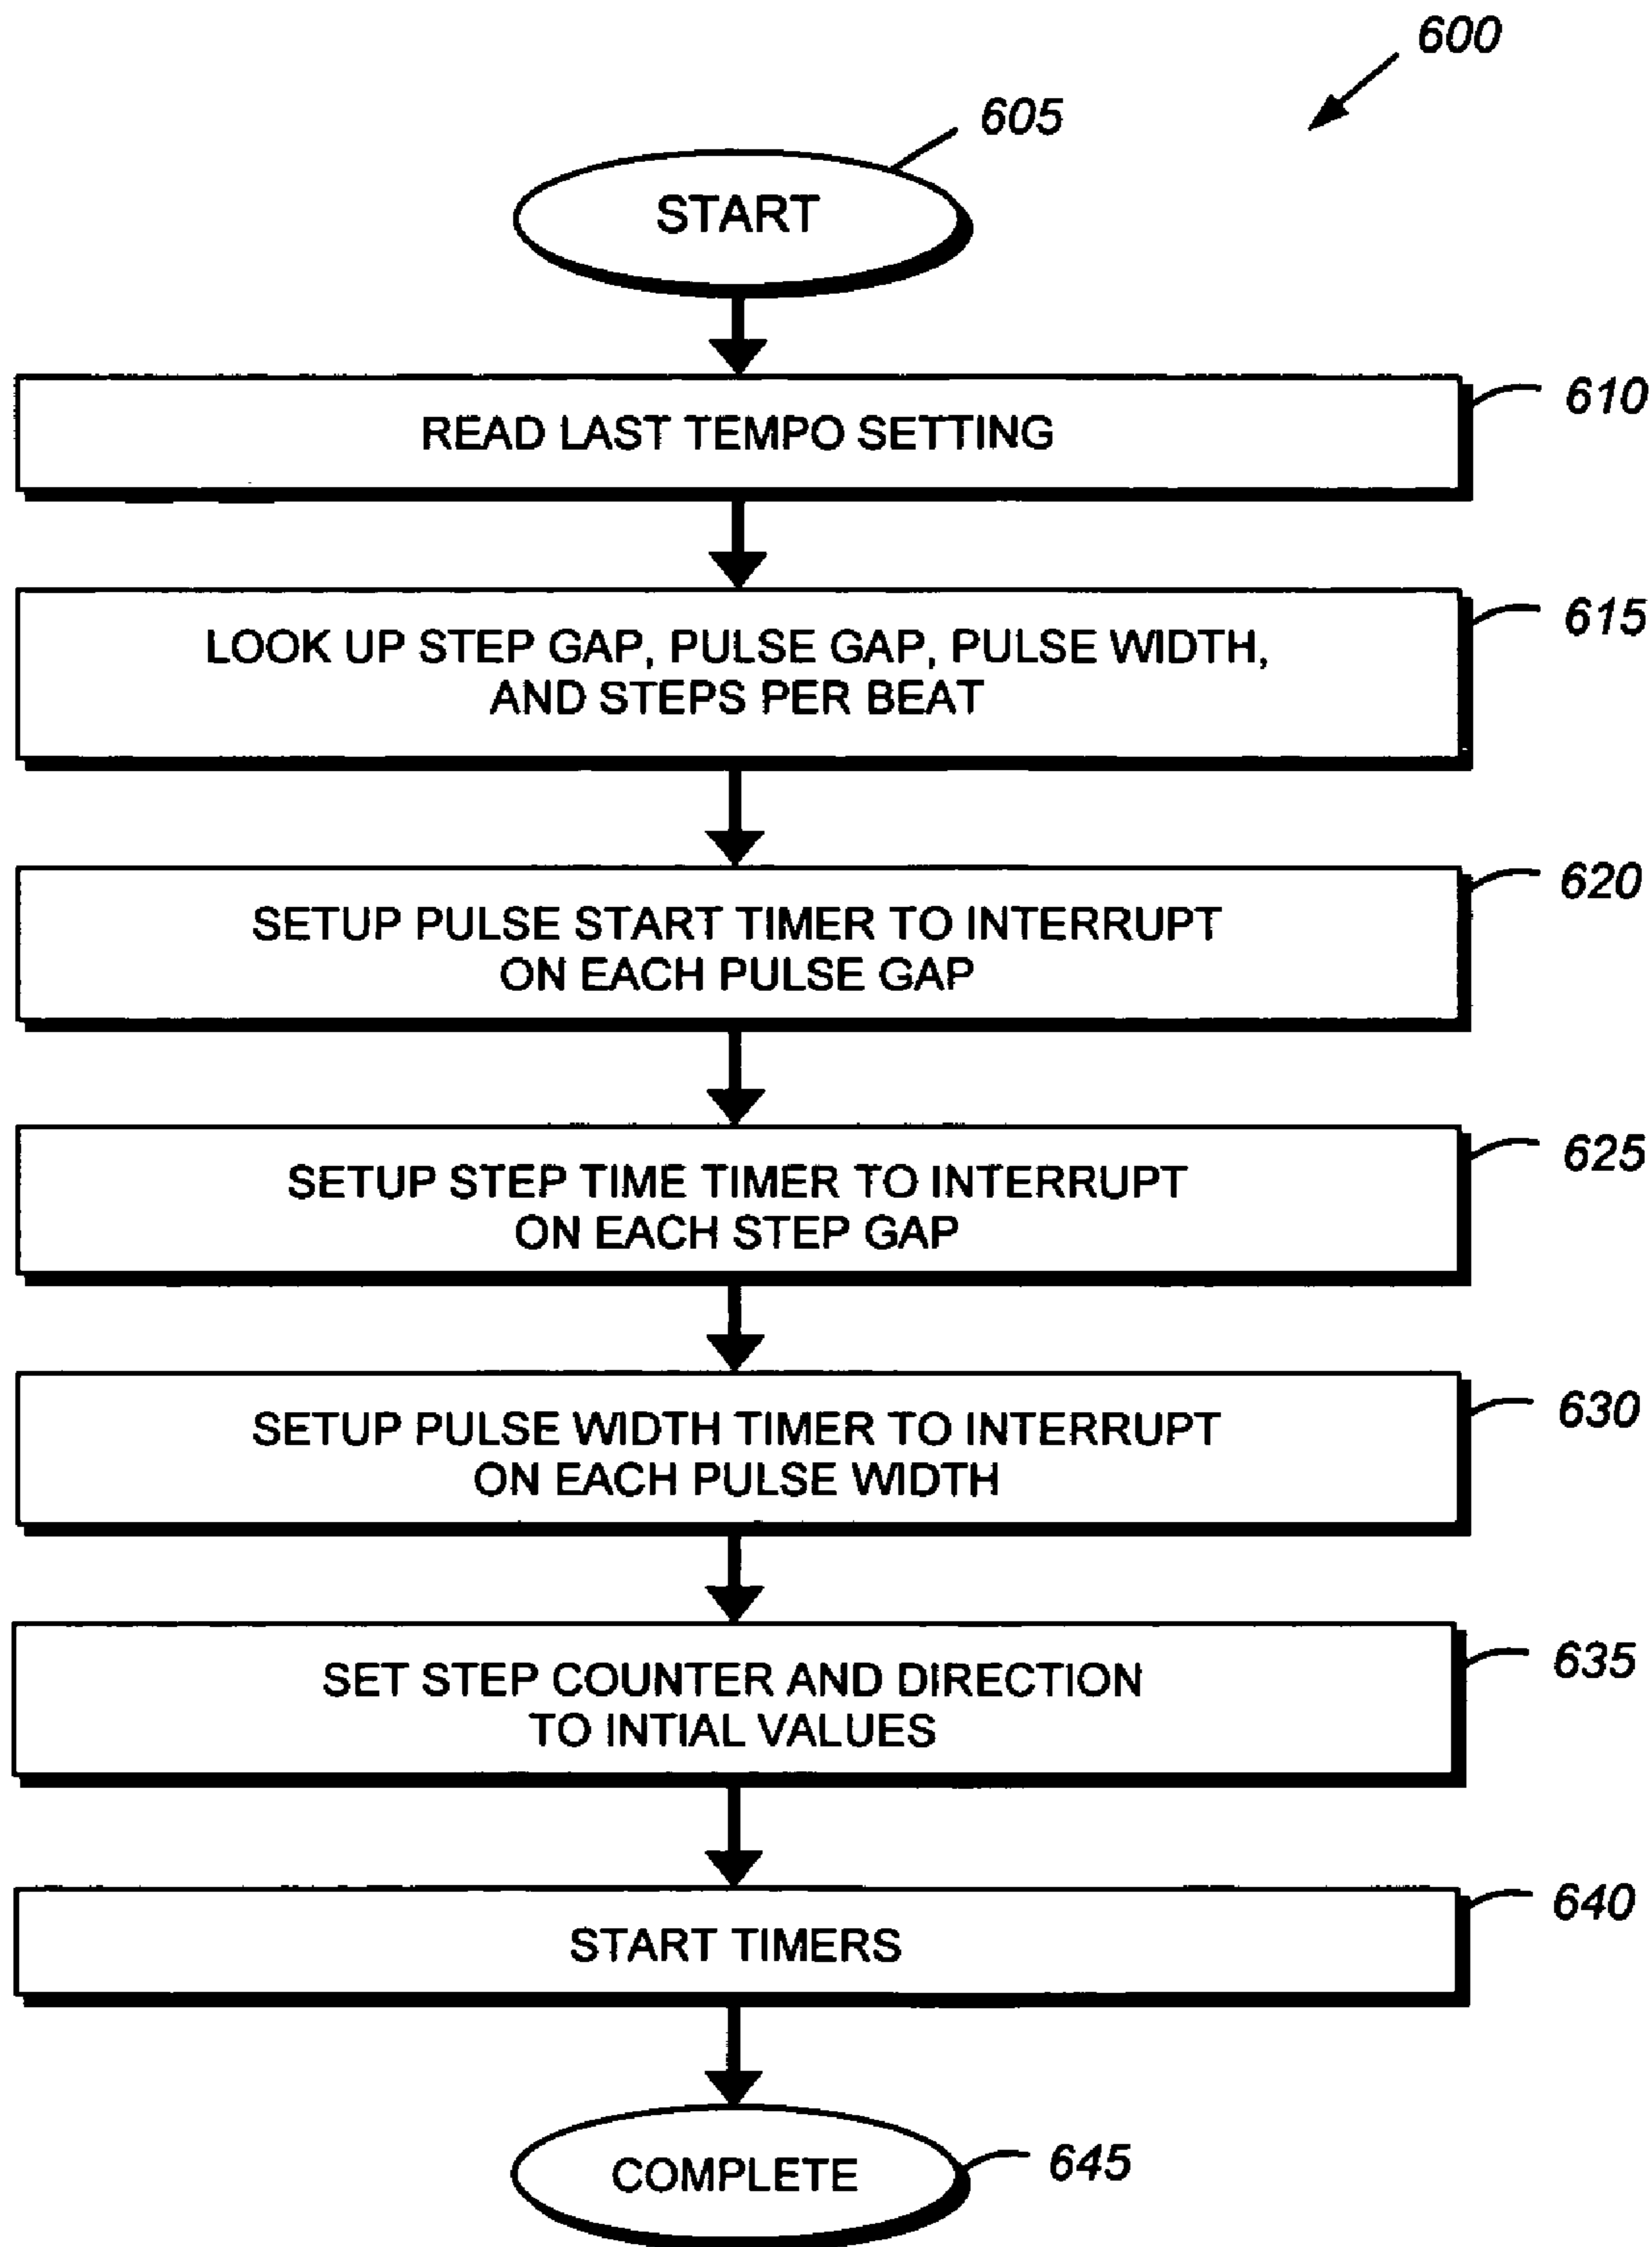 600
605
START
610
READ LAST TEMPO SETTING
615
LOOK UP STEP GAP, PULSE GAP, PULSE WIDTH,
AND STEPS PER BEAT
620
SETUP PULSE START TIMER TO INTERRUPT
ON EACH PULSE GAP
625
SETUP STEP TIME TIMER TO INTERRUPT
ON EACH STEP GAP
630
SETUP PULSE WIDTH TIMER TO INTERRUPT
ON EACH PULSE WIDTH
635
SET STEP COUNTER AND DIRECTION
TO INTIAL VALUES
640
START TIMERS
645
COMPLETE